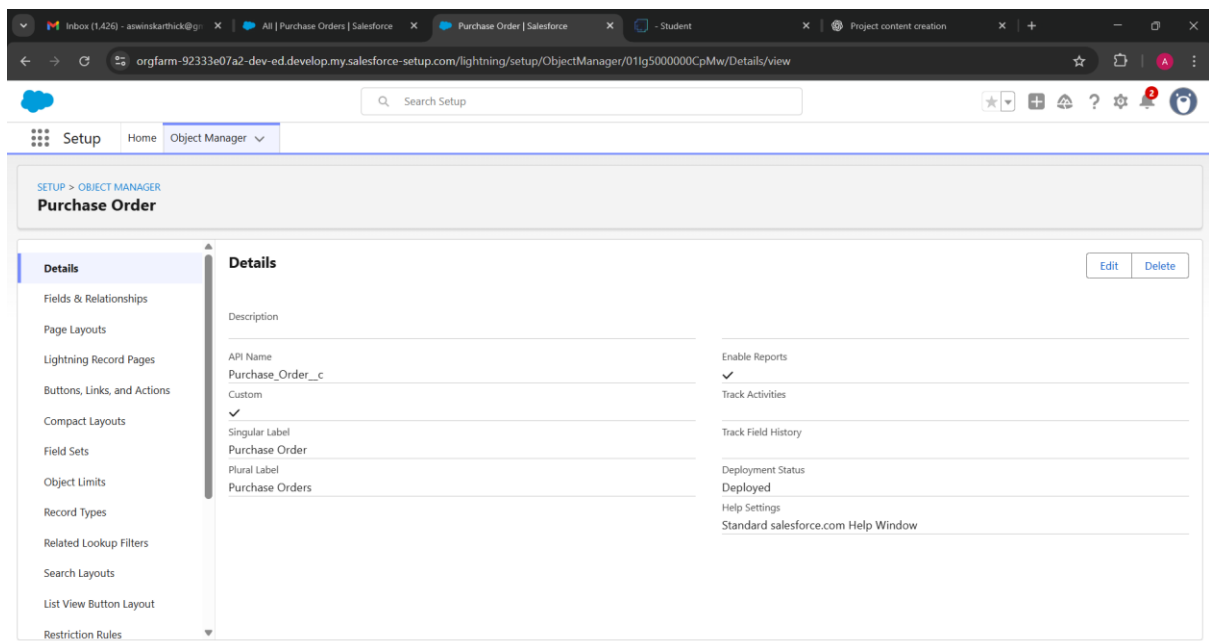 Inbox (1,426) - aswinskarthick@gm All | Purchase Orders | Salesforce Purchase Order | Salesforce - Student Project content creation
orgfarm-92333e07a2-dev-ed.develop.my.salesforce-setup.com/lightning/setup/ObjectManager/01Ig5000000CpMw/Details/view A
Search Setup 2
Setup Home Object Manager
SETUP > OBJECT MANAGER
Purchase Order
Details
Fields & Relationships
Page Layouts
Lightning Record Pages
Buttons, Links, and Actions
Compact Layouts
Field Sets
Object Limits
Record Types
Related Lookup Filters
Search Layouts
List View Button Layout
Restriction Rules
Details Edit Delete
Description
API Name
Purchase_Order__c
Custom
Singular Label
Purchase Order
Plural Label
Purchase Orders
Enable Reports
Track Activities
Track Field History
Deployment Status
Deployed
Help Settings
Standard salesforce.com Help Window